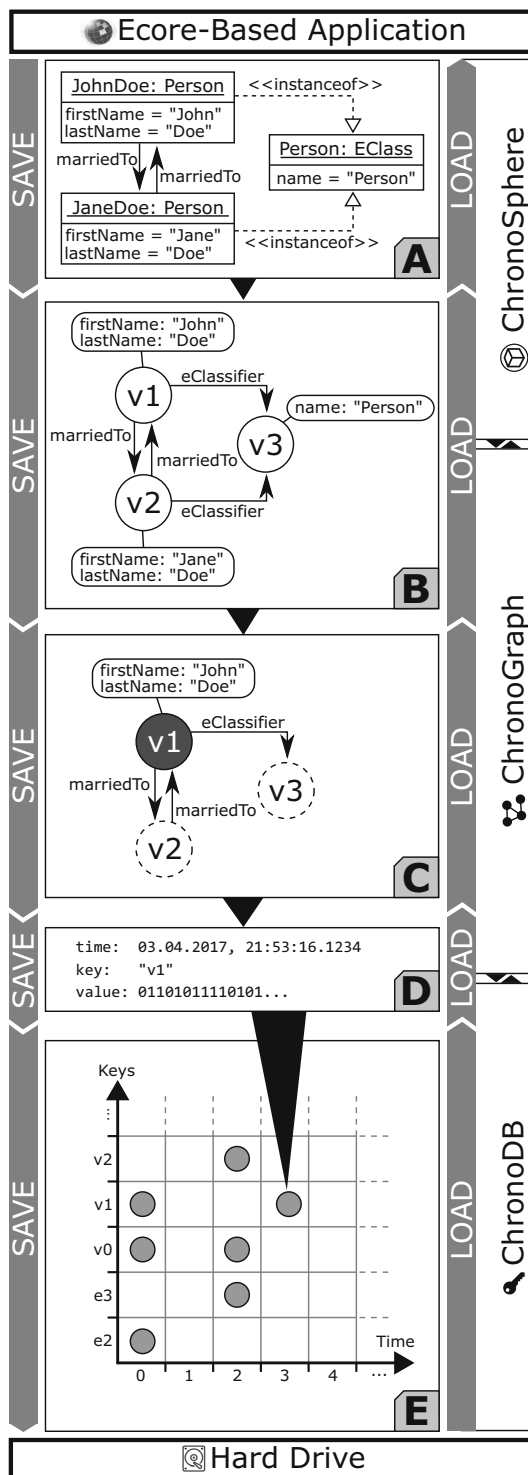 Ecore-Based Application
SAVE
LOAD
ChronoSphere
JohnDoe: Person
firstName = "John"
lastName = "Doe"
<<instanceof>>
Person: EClass
name = "Person"
marriedTo
marriedTo
JaneDoe: Person
firstName = "Jane"
lastName = "Doe"
<<instanceof>>
A
SAVE
LOAD
firstName: "John"
lastName: "Doe"
v1
eClassifier
name: "Person"
v3
marriedTo
marriedTo
v2
eClassifier
firstName: "Jane"
lastName: "Doe"
B
ChronoGraph
SAVE
LOAD
firstName: "John"
lastName: "Doe"
v1
eClassifier
v3
marriedTo
marriedTo
v2
C
SAVE
LOAD
time: 03.04.2017, 21:53:16.1234
key: "v1"
value: 01101011110101...
D
SAVE
LOAD
ChronoDB
Keys
...
v2
v1
v0
e3
e2
Time
0 1 2 3 4 ...
E
Hard Drive